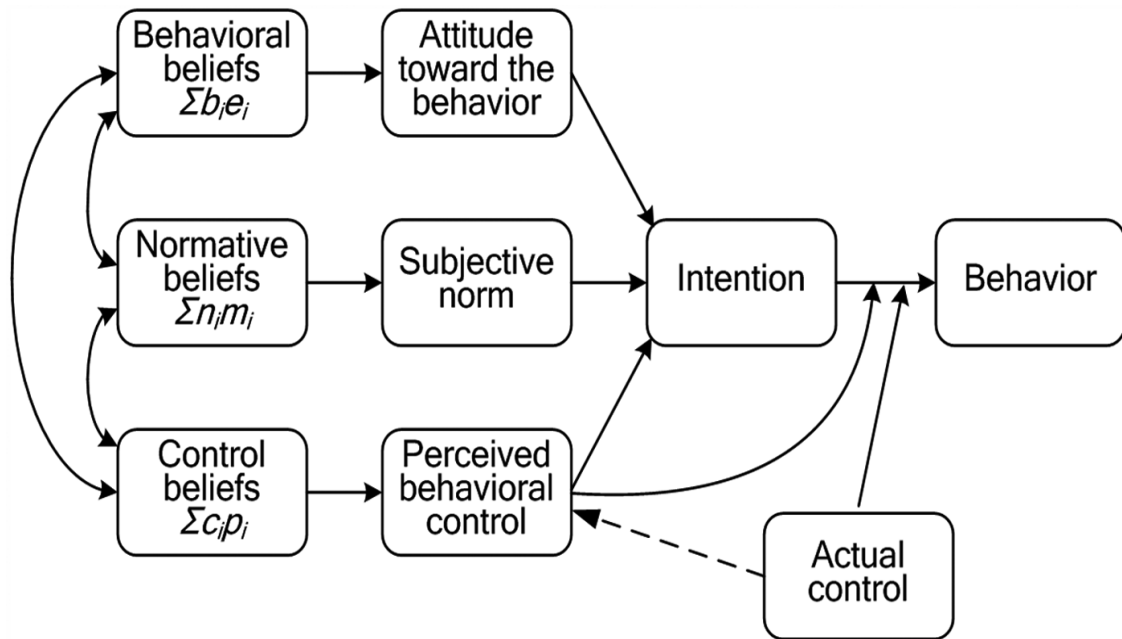 Behavioral
beliefs
Σbᵢeᵢ
Attitude
toward the
behavior
Normative
beliefs
Σnᵢmᵢ
Subjective
norm
Intention
Behavior
Control
beliefs
Σcᵢpᵢ
Perceived
behavioral
control
Actual
control